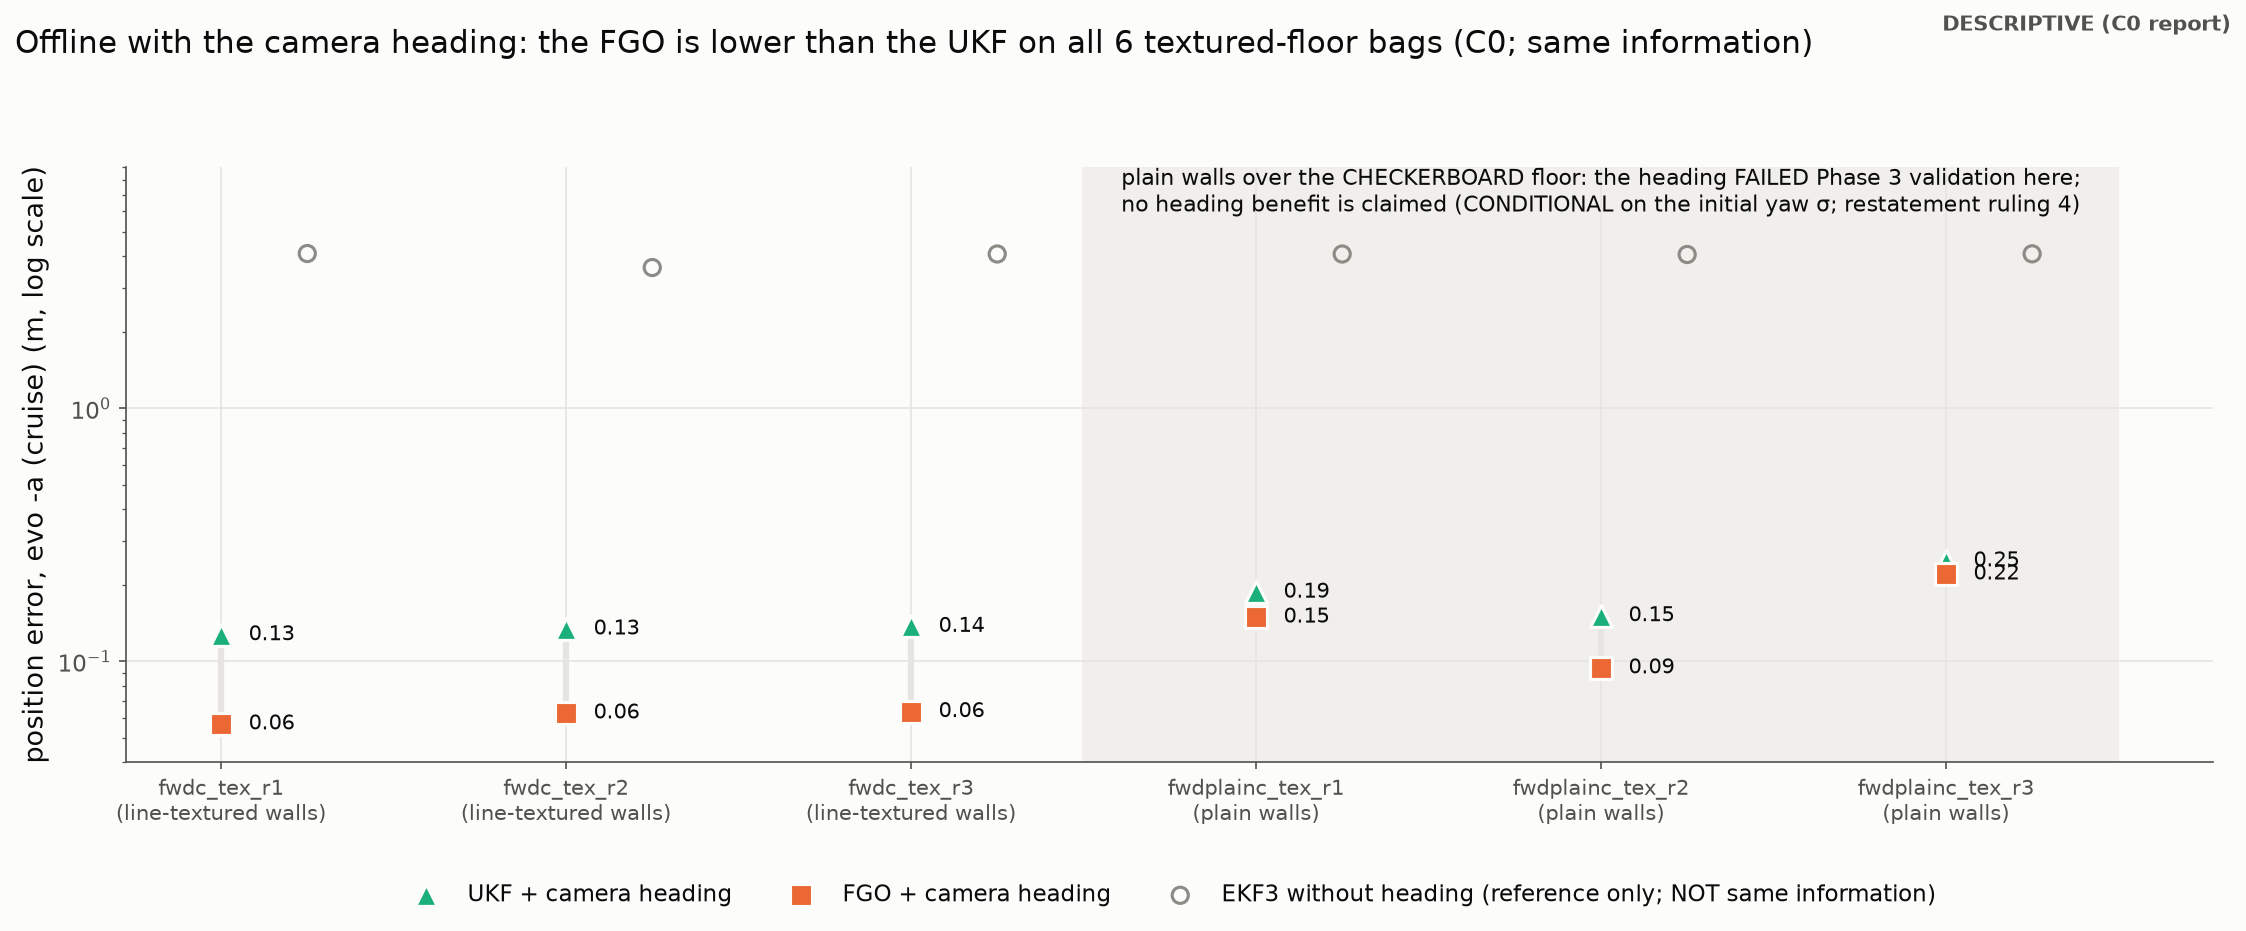 DESCRIPTIVE (C0 report)
Offline with the camera heading: the FGO is lower than the UKF on all 6 textured-floor bags (C0; same information)
position error, evo -a (cruise) (m, log scale)
plain walls over the CHECKERBOARD floor: the heading FAILED Phase 3 validation here;
no heading benefit is claimed (CONDITIONAL on the initial yaw σ; restatement ruling 4)
10⁰
10⁻¹
0.13
0.06
0.13
0.06
0.14
0.06
0.19
0.15
0.15
0.09
0.25
0.22
fwdc_tex_r1
(line-textured walls)
fwdc_tex_r2
(line-textured walls)
fwdc_tex_r3
(line-textured walls)
fwdplainc_tex_r1
(plain walls)
fwdplainc_tex_r2
(plain walls)
fwdplainc_tex_r3
(plain walls)
UKF + camera heading
FGO + camera heading
EKF3 without heading (reference only; NOT same information)